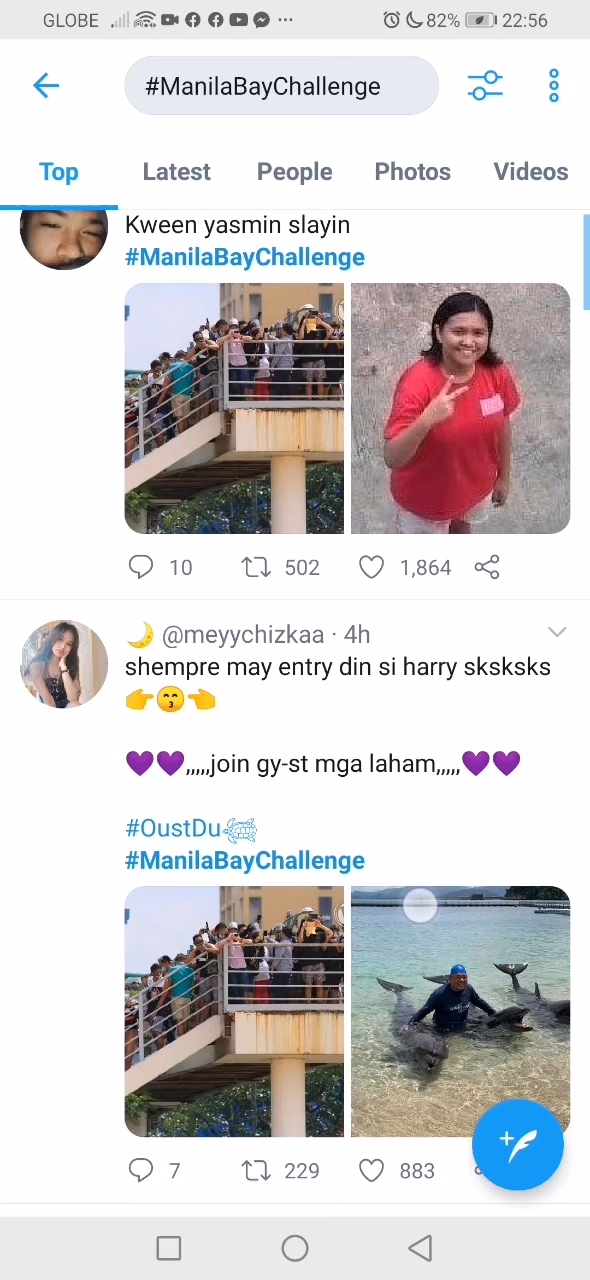 GLOBE 82% 22:56
#ManilaBayChallenge
Top Latest People Photos Videos
Kween yasmin slayin
#ManilaBayChallenge
10 502 1,864
🌙 @meyychizkaa · 4h
shempre may entry din si harry sksksks
👉😙👈
💜💜,,,,,join gy-st mga laham,,,,,💜💜
#OustDu🐢
#ManilaBayChallenge
7 229 883